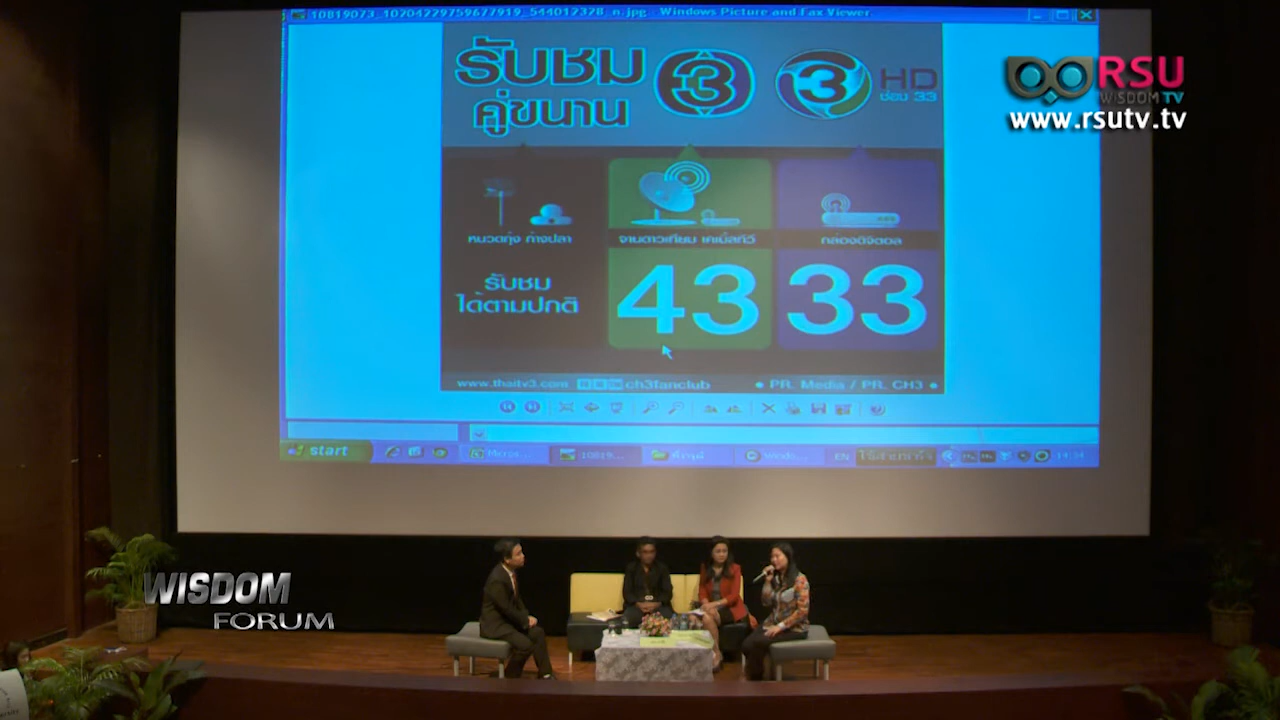 10819073_10204229759677919_544012328_n.jpg - Windows Picture and Fax Viewer
รับชม
คู่ขนาน
3
3 HD
ช่อง 33
RSU
WISDOM TV
www.rsutv.tv
หนวดกุ้ง ก้างปลา
จานดาวเทียม เคเบิ้ลทีวี
กล่องดิจิตอล
รับชม
ได้ตามปกติ
43
33
www.thaitv3.com
ch3fanclub
PR. Media / PR. CH3
start
Micros...
10819...
EN
WISDOM
FORUM